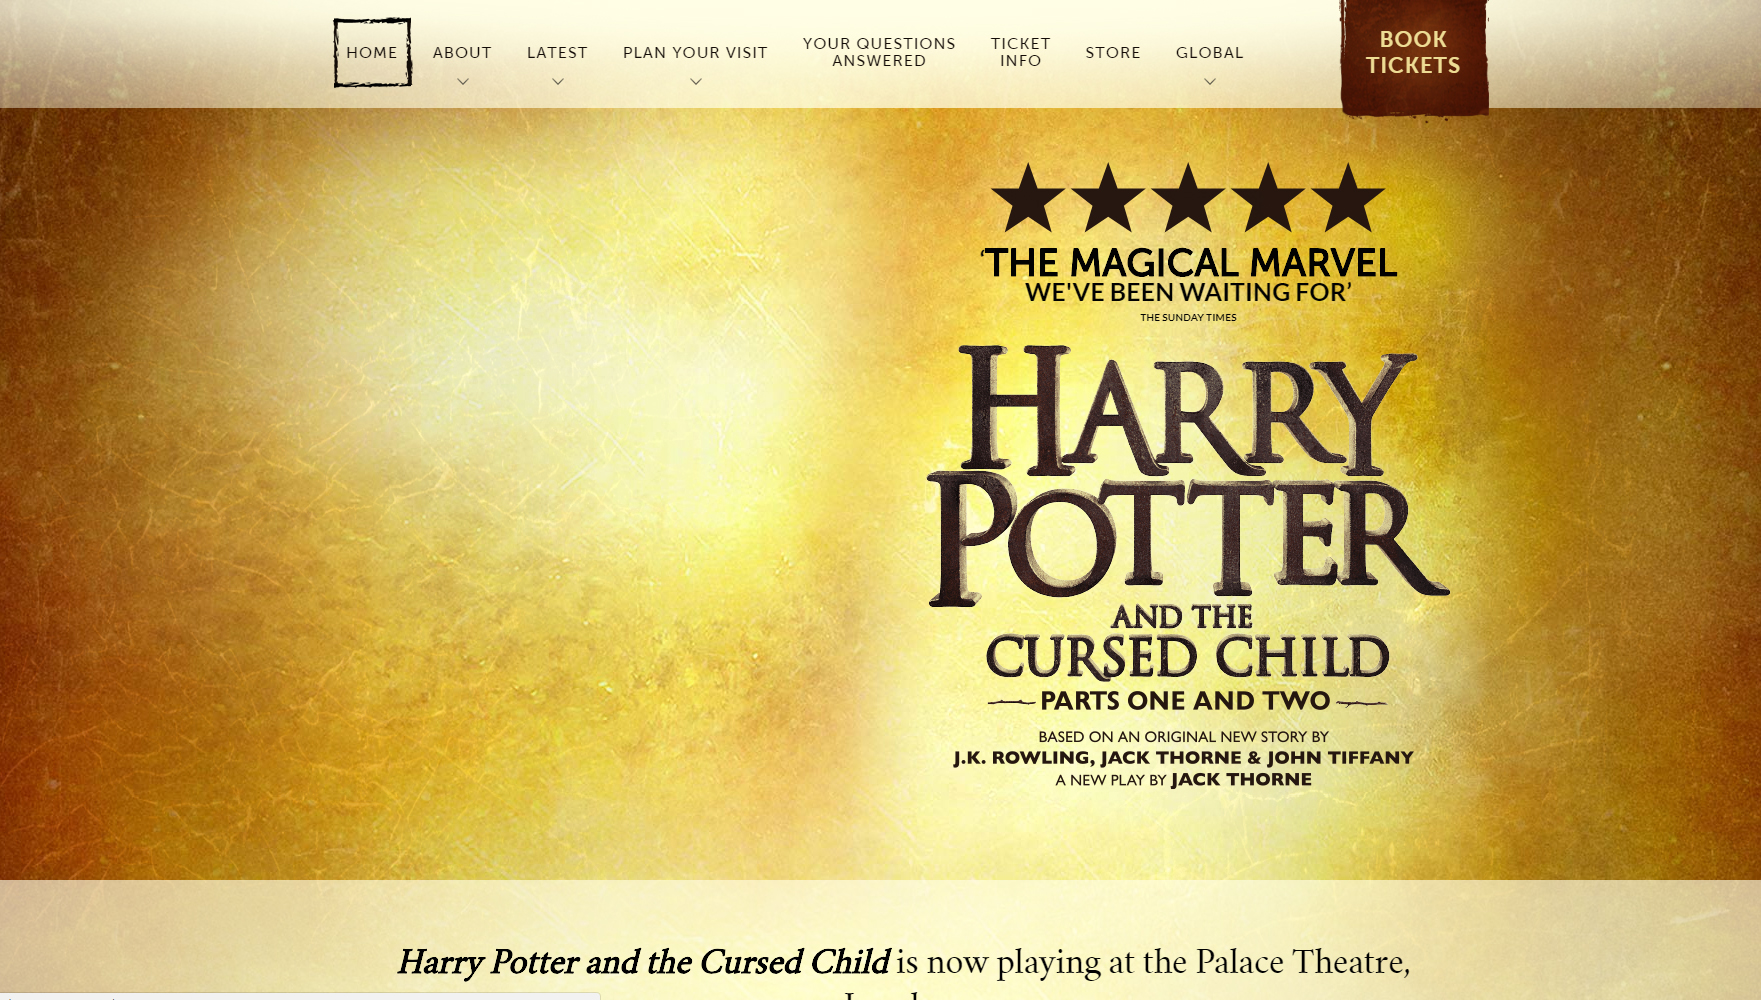 HOME
ABOUT
LATEST
PLAN YOUR VISIT
YOUR QUESTIONS
ANSWERED
TICKET
INFO
STORE
GLOBAL
BOOK
TICKETS
‘THE MAGICAL MARVEL
WE'VE BEEN WAITING FOR’
THE SUNDAY TIMES
HARRY
POTTER
AND THE
CURSED CHILD
PARTS ONE AND TWO
BASED ON AN ORIGINAL NEW STORY BY
J.K. ROWLING, JACK THORNE & JOHN TIFFANY
A NEW PLAY BY JACK THORNE
Harry Potter and the Cursed Child is now playing at the Palace Theatre,